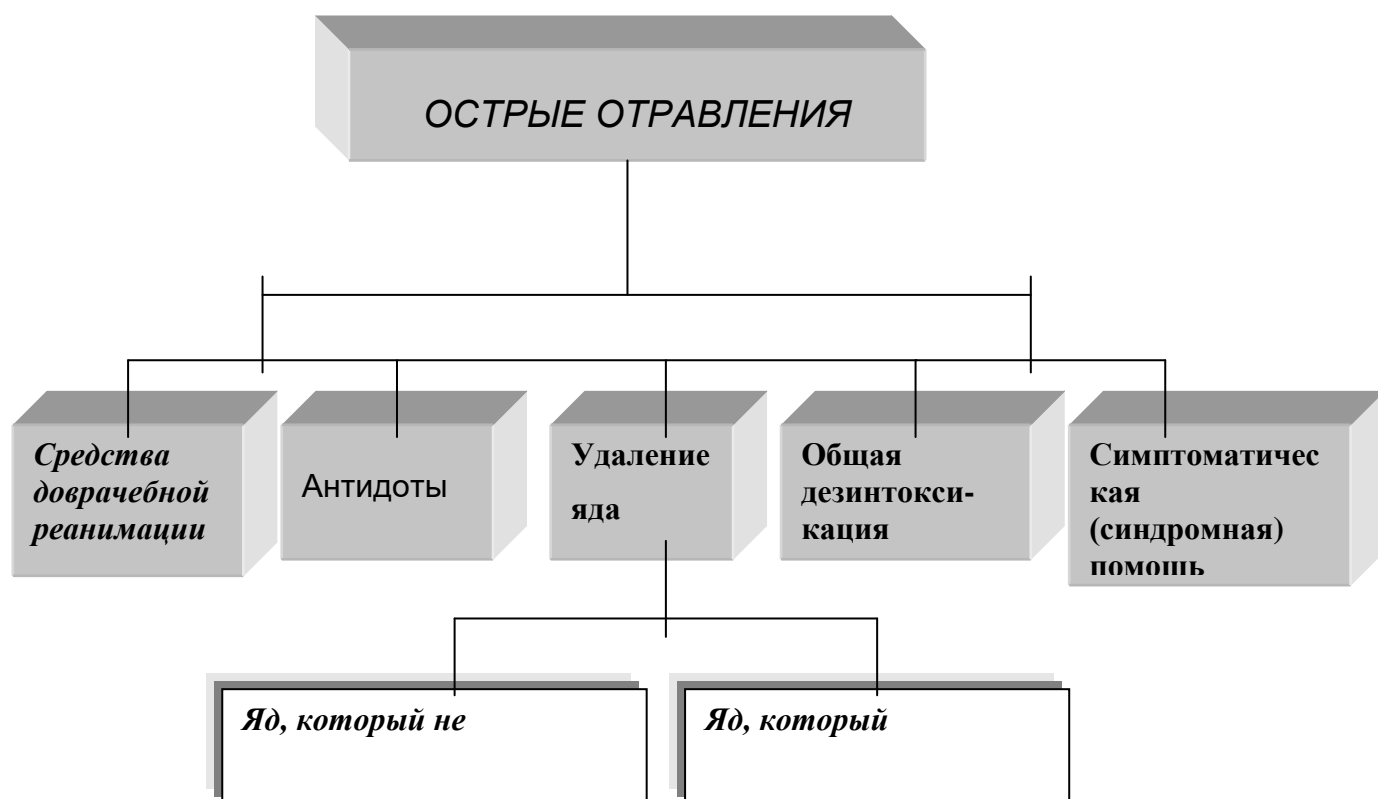 ОСТРЫЕ ОТРАВЛЕНИЯ
Средства
доврачебной
реанимации
Антидоты
Удаление
яда
Общая
дезинтокси-
кация
Симптоматичес
кая
(синдромная)
помощь
Яд, который не
Яд, который